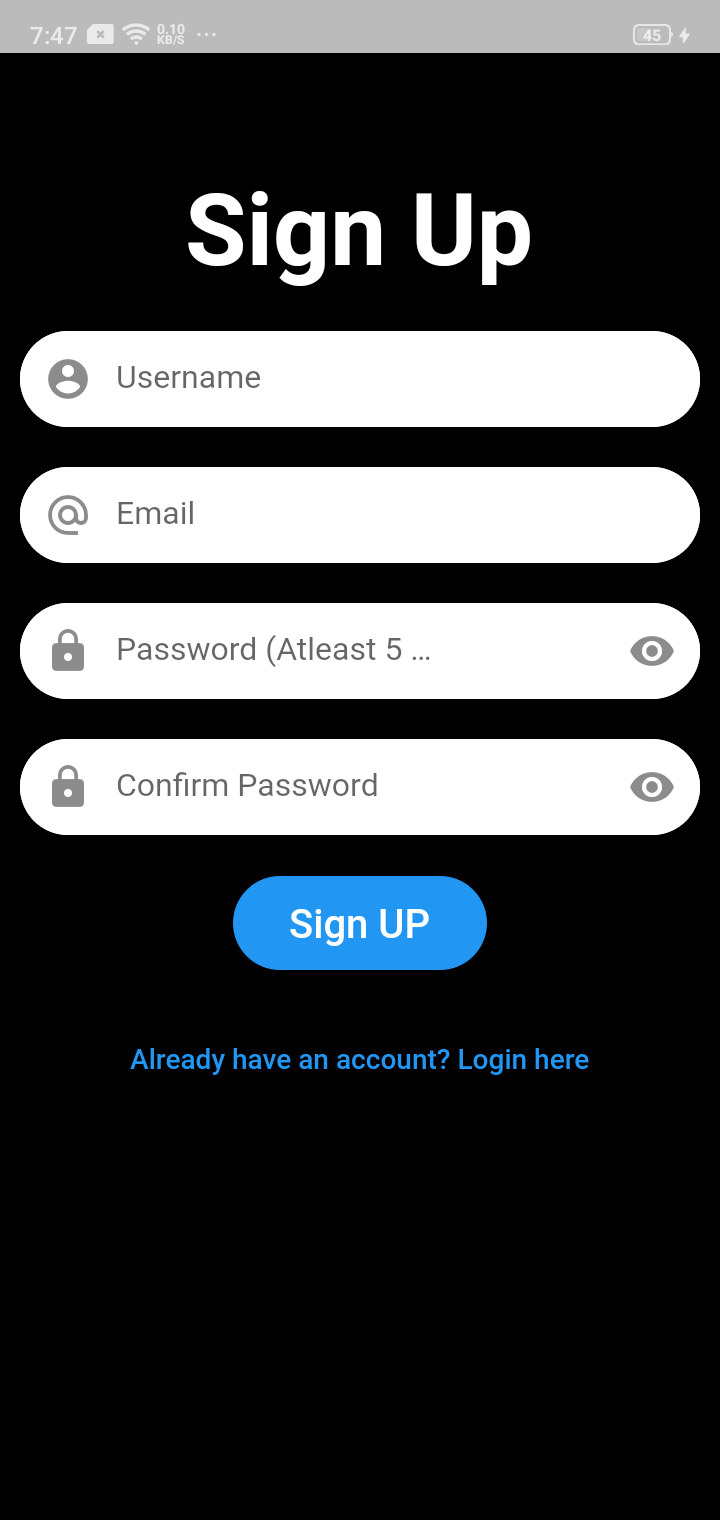 7:47 0.10 KB/S ... 45
Sign Up
Username
Email
Password (Atleast 5 ...
Confirm Password
Sign UP
Already have an account? Login here